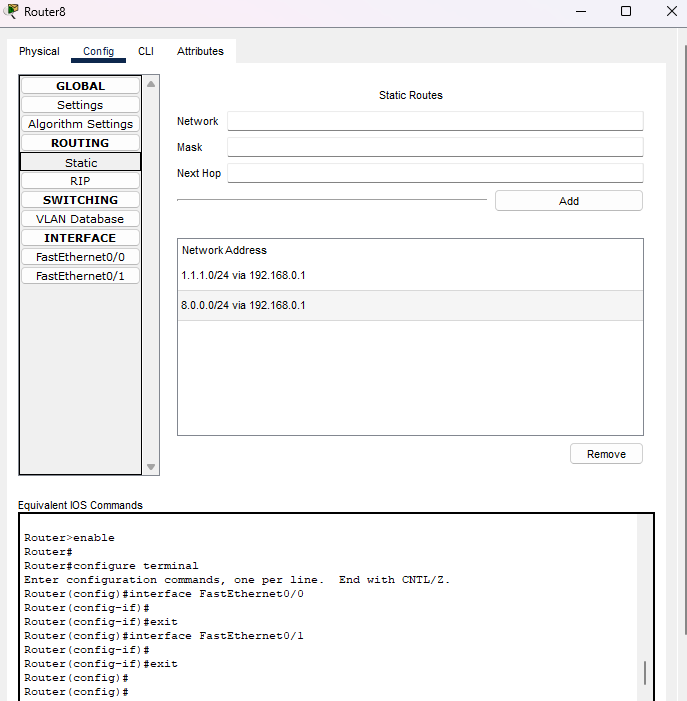 Router8
Physical Config CLI Attributes
GLOBAL
Settings
Algorithm Settings
ROUTING
Static
RIP
SWITCHING
VLAN Database
INTERFACE
FastEthernet0/0
FastEthernet0/1
Static Routes
Network
Mask
Next Hop
Add
Network Address
1.1.1.0/24 via 192.168.0.1
8.0.0.0/24 via 192.168.0.1
Remove
Equivalent IOS Commands
Router>enable
Router#
Router#configure terminal
Enter configuration commands, one per line.  End with CNTL/Z.
Router(config)#interface FastEthernet0/0
Router(config-if)#
Router(config-if)#exit
Router(config)#interface FastEthernet0/1
Router(config-if)#
Router(config-if)#exit
Router(config)#
Router(config)#